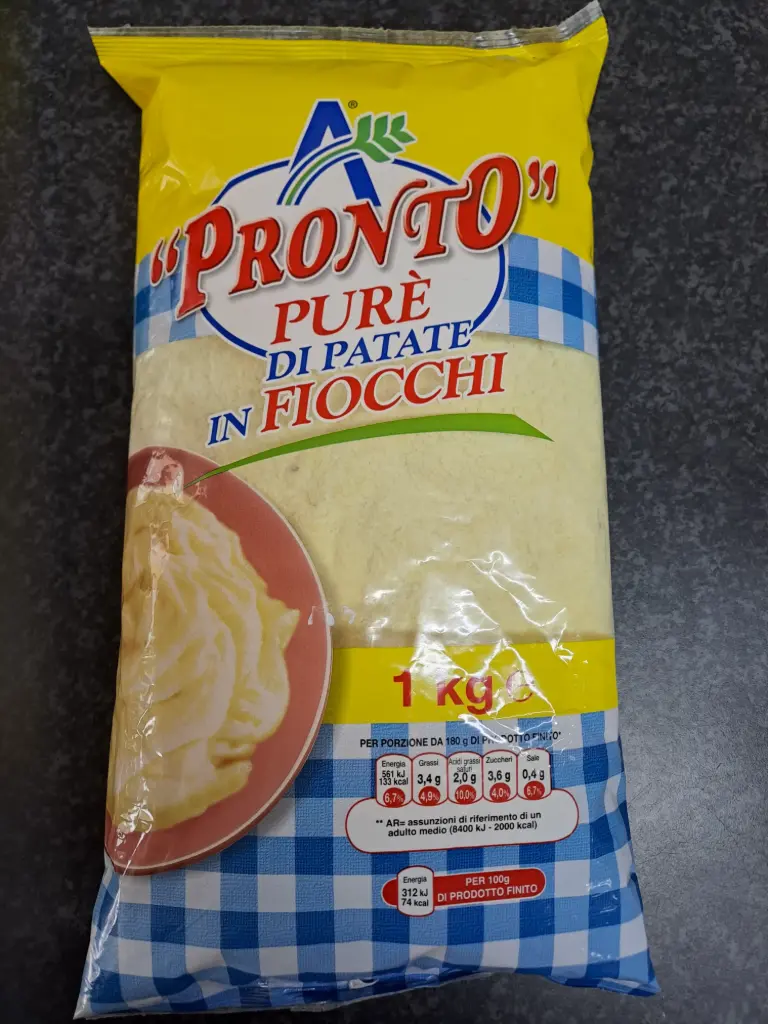 A®
“PRONTO”
PURÈ
DI PATATE
IN FIOCCHI
1 kg e
PER PORZIONE DA 180 g DI PRODOTTO FINITO*
Energia Grassi Acidi grassi saturi Zuccheri Sale
561 kJ
133 kcal 3,4 g 2,0 g 3,6 g 0,4 g
6,7% 4,9% 10,0% 4,0% 6,7%
** AR= assunzioni di riferimento di un
adulto medio (8400 kJ - 2000 kcal)
Energia
312 kJ
74 kcal
PER 100g
DI PRODOTTO FINITO